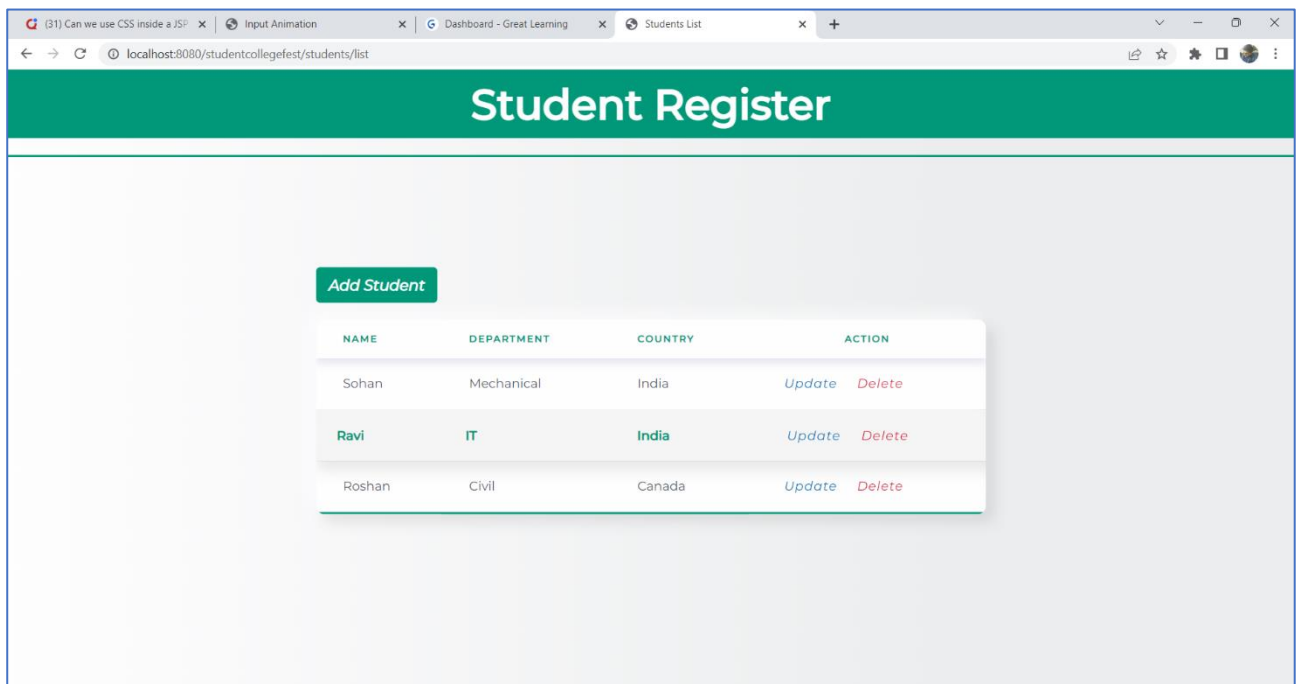 (31) Can we use CSS inside a JSP
Input Animation
Dashboard - Great Learning
Students List
localhost:8080/studentcollegefest/students/list
Student Register
Add Student
NAME DEPARTMENT COUNTRY ACTION
Sohan Mechanical India Update Delete
Ravi IT India Update Delete
Roshan Civil Canada Update Delete